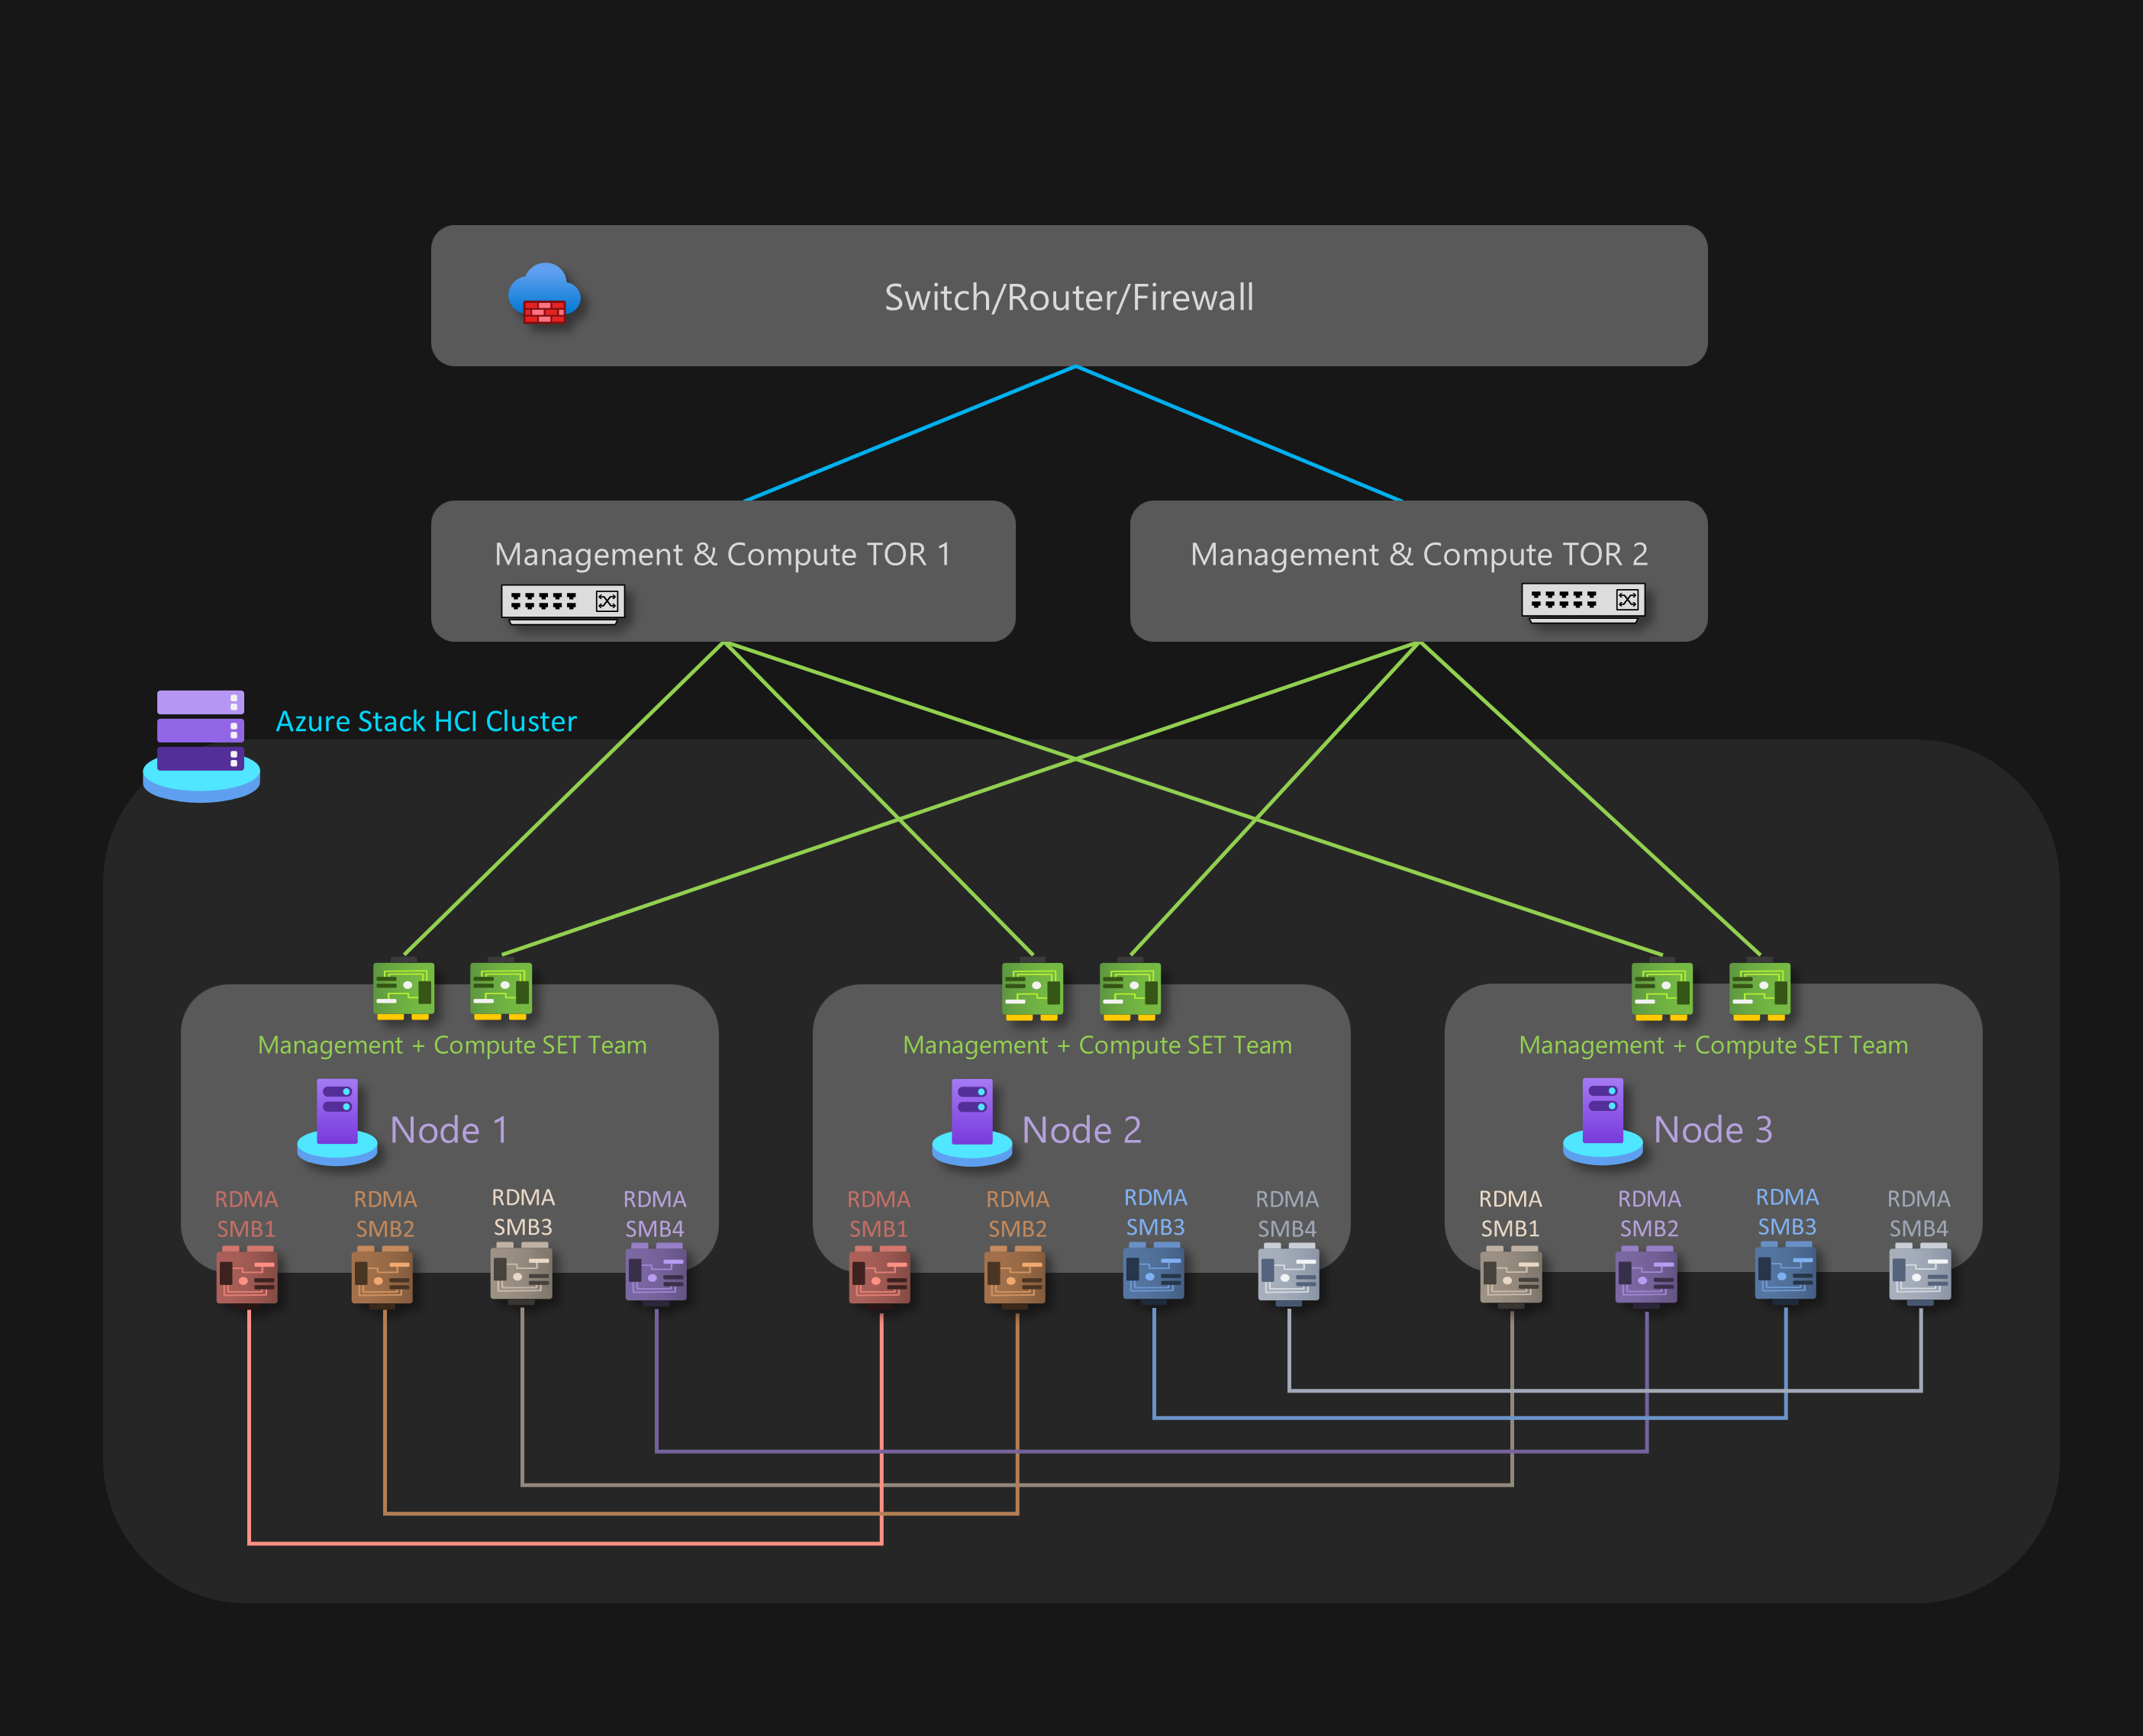 Switch/Router/Firewall
Management & Compute TOR 1
Management & Compute TOR 2
Azure Stack HCI Cluster
Management + Compute SET Team
Management + Compute SET Team
Management + Compute SET Team
Node 1
Node 2
Node 3
RDMA
SMB1
RDMA
SMB2
RDMA
SMB3
RDMA
SMB4
RDMA
SMB1
RDMA
SMB2
RDMA
SMB3
RDMA
SMB4
RDMA
SMB1
RDMA
SMB2
RDMA
SMB3
RDMA
SMB4